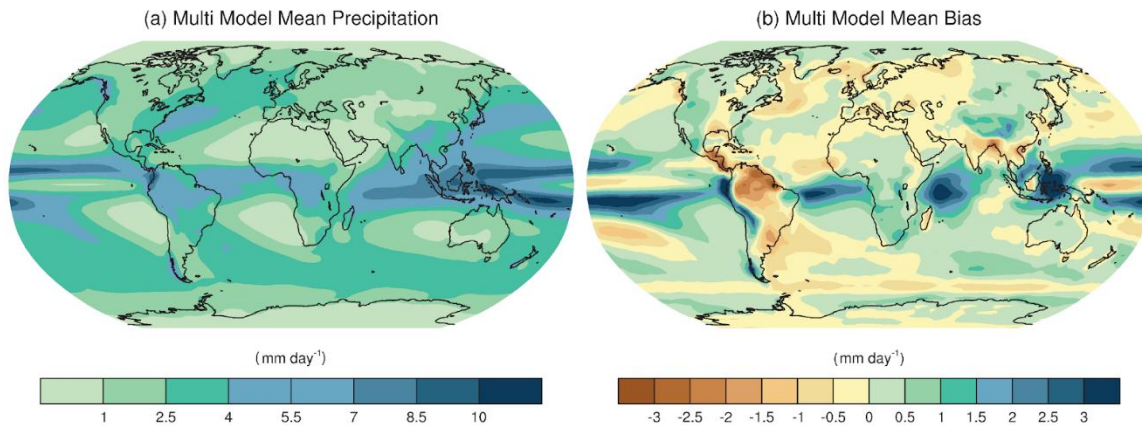 (a) Multi Model Mean Precipitation
(mm day⁻¹)
1 2.5 4 5.5 7 8.5 10
(b) Multi Model Mean Bias
(mm day⁻¹)
-3 -2.5 -2 -1.5 -1 -0.5 0 0.5 1 1.5 2 2.5 3